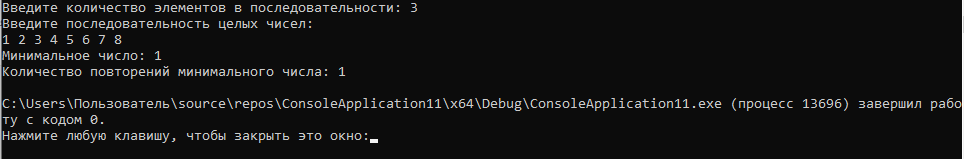 Введите количество элементов в последовательности: 3
Введите последовательность целых чисел:
1 2 3 4 5 6 7 8
Минимальное число: 1
Количество повторений минимального числа: 1
C:\Users\Пользователь\source\repos\ConsoleApplication11\x64\Debug\ConsoleApplication11.exe (процесс 13696) завершил рабо
ту с кодом 0.
Нажмите любую клавишу, чтобы закрыть это окно: